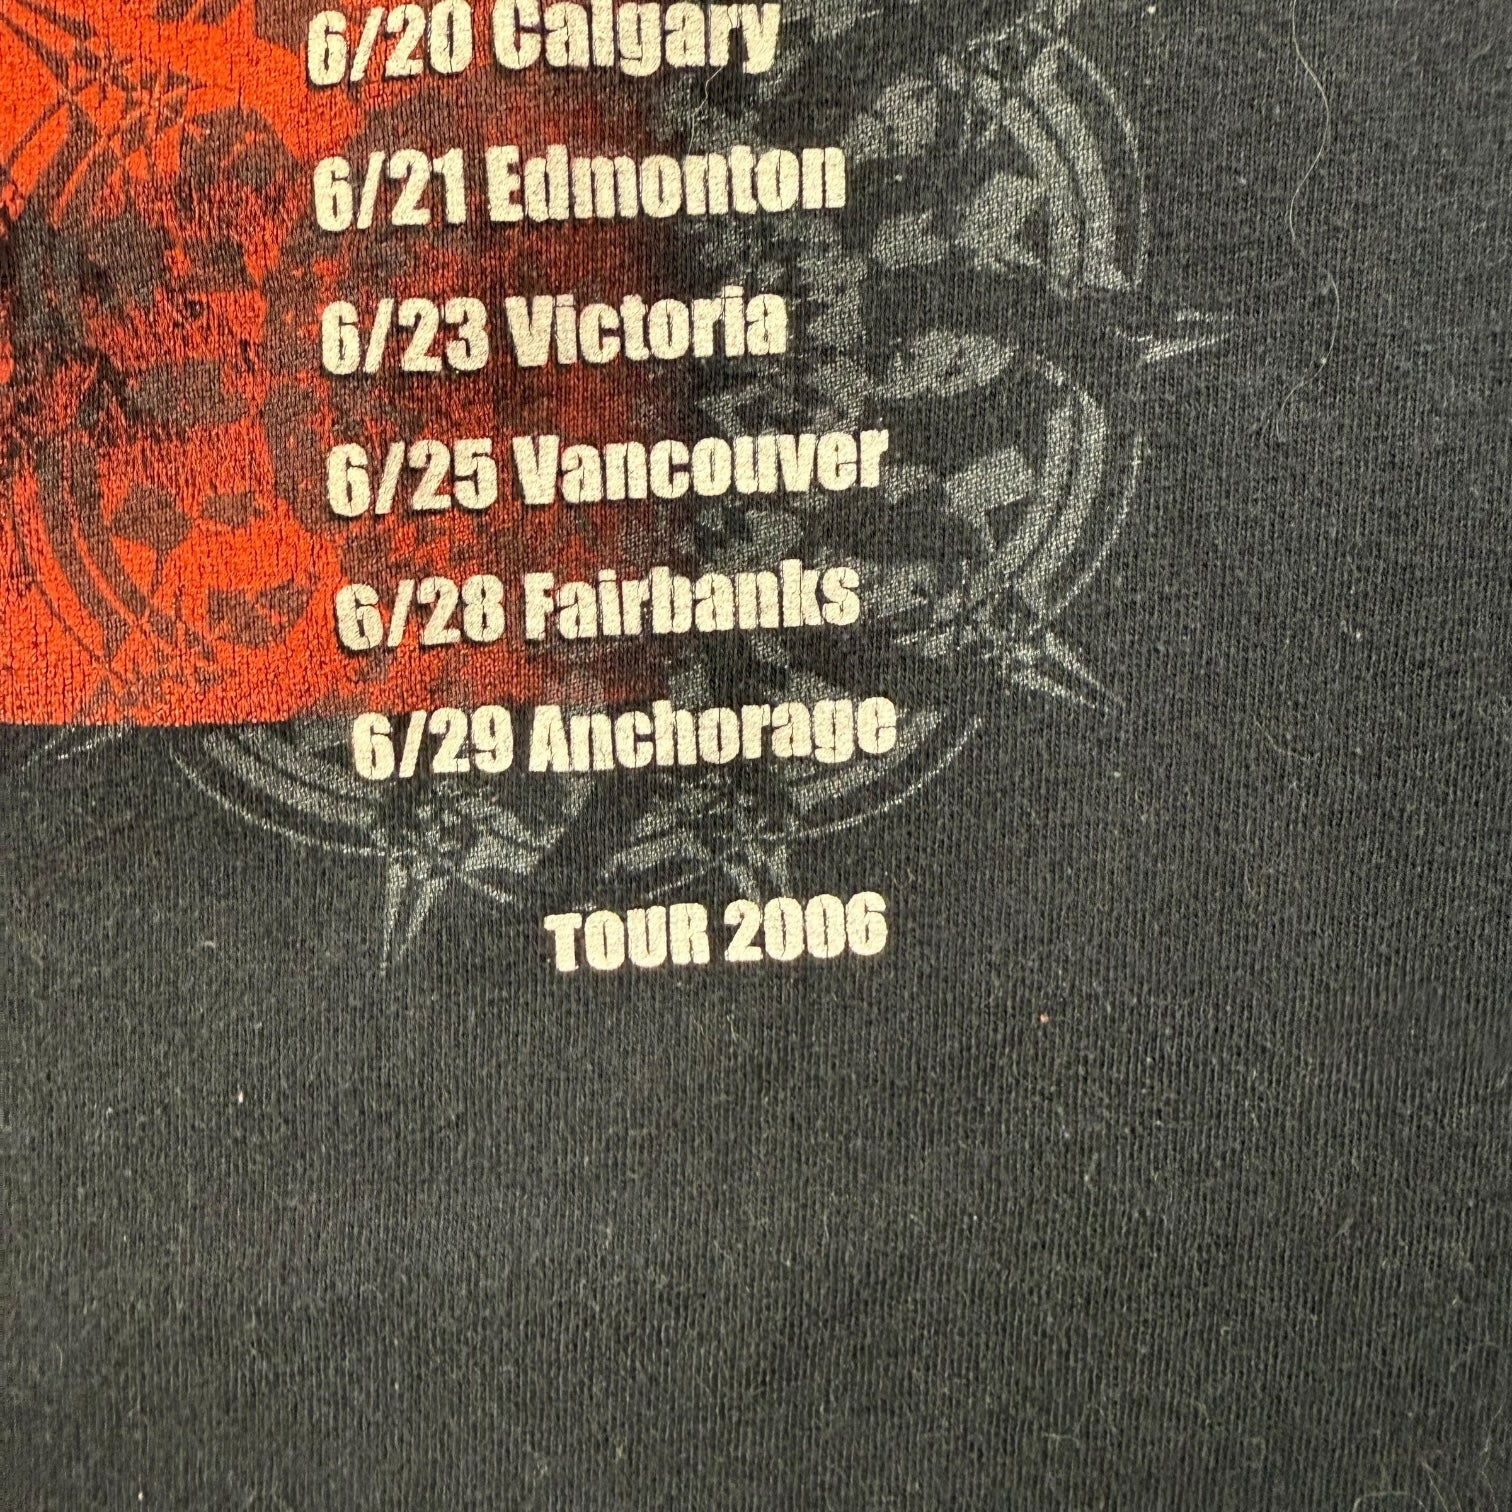 6/20 Calgary
6/21 Edmonton
6/23 Victoria
6/25 Vancouver
6/28 Fairbanks
6/29 Anchorage
TOUR 2006